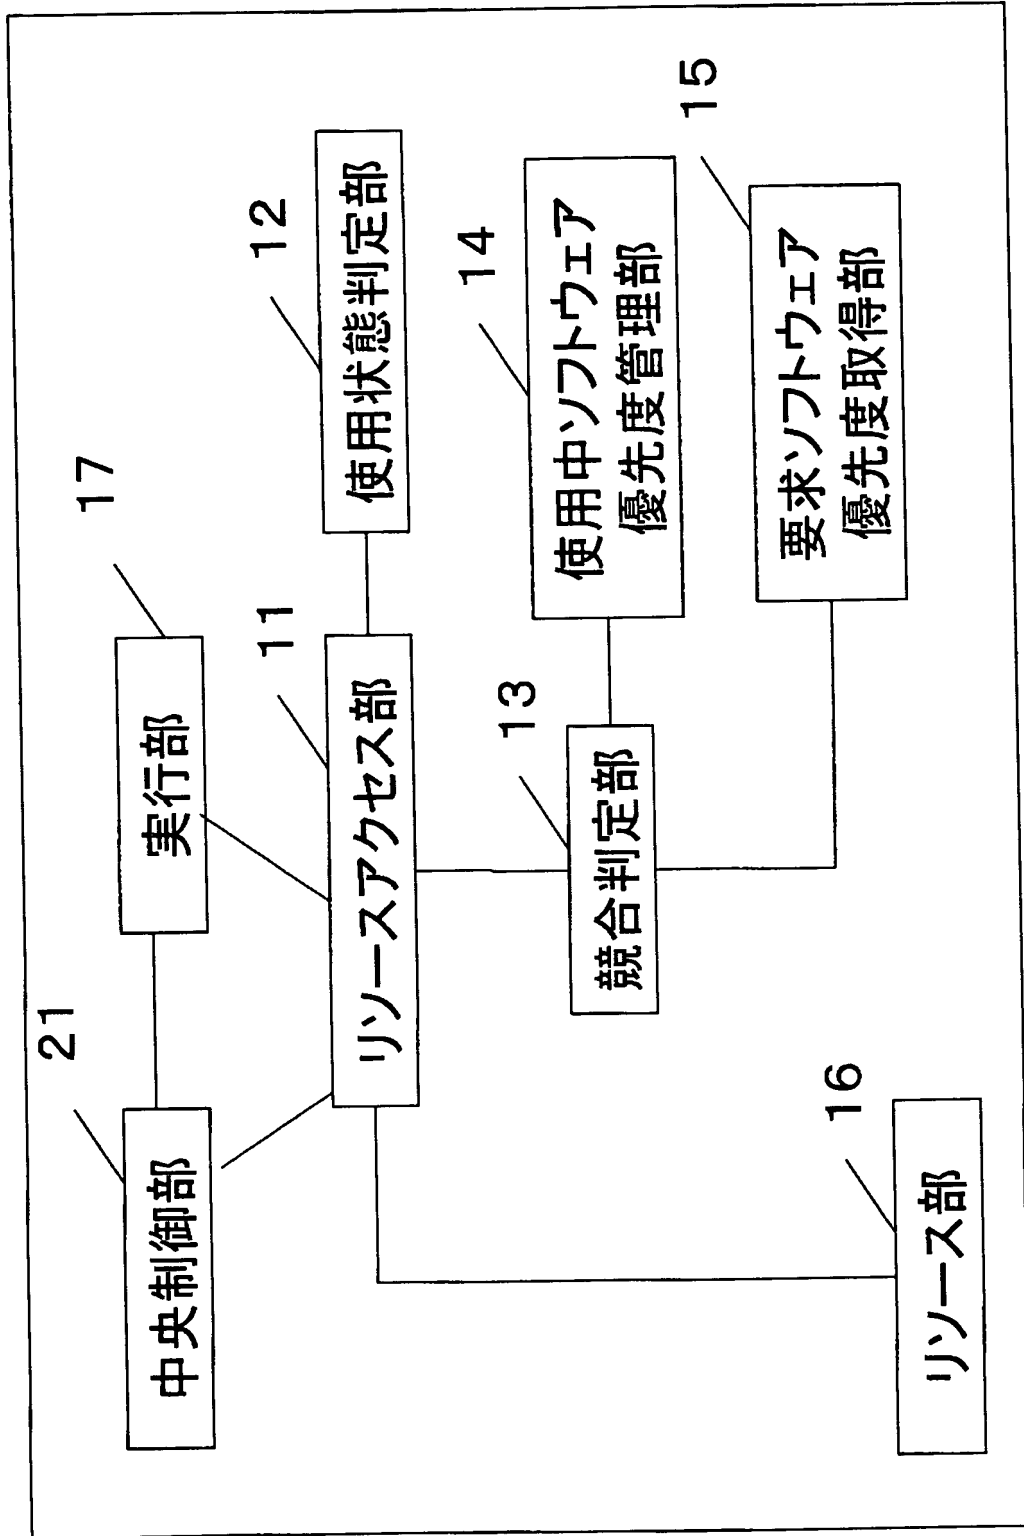 21
中央制御部
17
実行部
11
リソースアクセス部
12
使用状態判定部
13
競合判定部
14
使用中ソフトウェア
優先度管理部
15
要求ソフトウェア
優先度取得部
16
リソース部